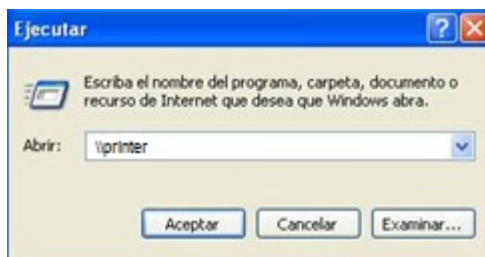 Ejecutar
Escriba el nombre del programa, carpeta, documento o
recurso de Internet que desea que Windows abra.
Abrir: \\printer
Aceptar Cancelar Examinar...